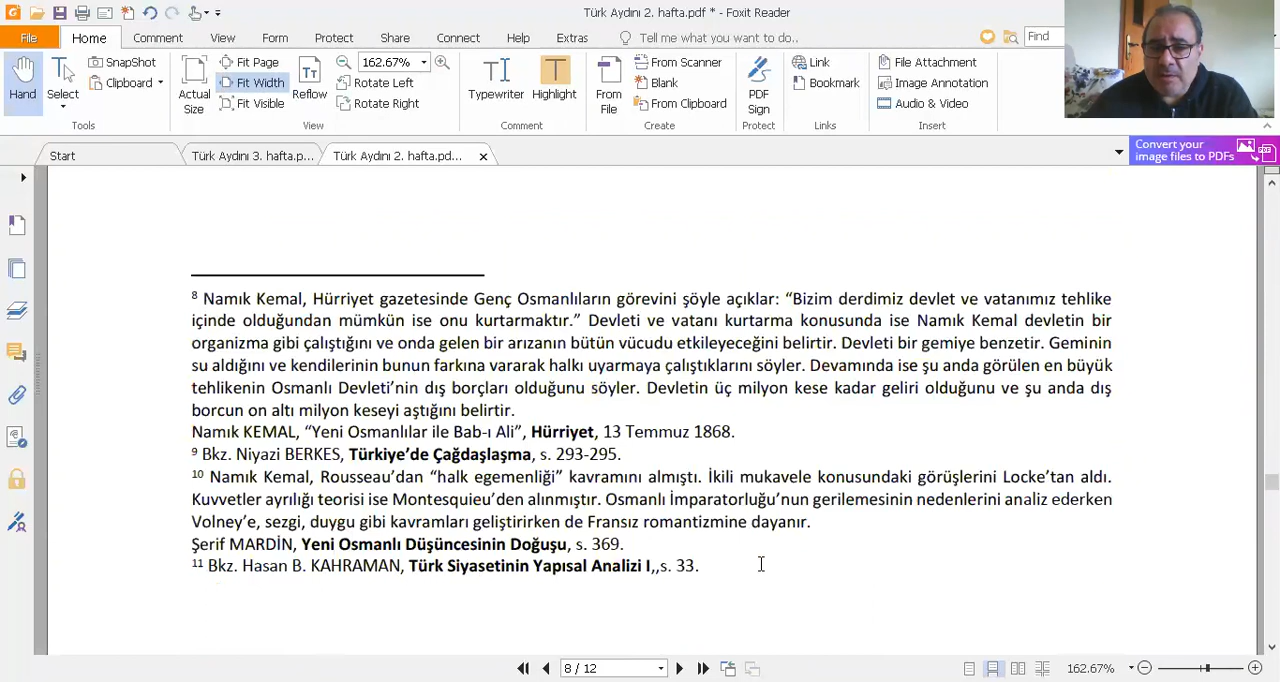 Türk Aydını 2. hafta.pdf * - Foxit Reader
File Home Comment View Form Protect Share Connect Help Extras Tell me what you want to do.. Find
Hand Select SnapShot Clipboard Actual Size Fit Page Fit Width Fit Visible Reflow 162.67% Rotate Left Rotate Right Typewriter Highlight From File From Scanner Blank From Clipboard PDF Sign Link Bookmark File Attachment Image Annotation Audio & Video
Tools View Comment Create Protect Links Insert
Start Türk Aydını 3. hafta.p... Türk Aydını 2. hafta.pd... Convert your image files to PDFs
8 Namık Kemal, Hürriyet gazetesinde Genç Osmanlıların görevini şöyle açıklar: “Bizim derdimiz devlet ve vatanımız tehlike
içinde olduğundan mümkün ise onu kurtarmaktır.” Devleti ve vatanı kurtarma konusunda ise Namık Kemal devletin bir
organizma gibi çalıştığını ve onda gelen bir arızanın bütün vücudu etkileyeceğini belirtir. Devleti bir gemiye benzetir. Geminin
su aldığını ve kendilerinin bunun farkına vararak halkı uyarmaya çalıştıklarını söyler. Devamında ise şu anda görülen en büyük
tehlikenin Osmanlı Devleti’nin dış borçları olduğunu söyler. Devletin üç milyon kese kadar geliri olduğunu ve şu anda dış
borcun on altı milyon keseyi aştığını belirtir.
Namık KEMAL, “Yeni Osmanlılar ile Bab-ı Ali”, Hürriyet, 13 Temmuz 1868.
9 Bkz. Niyazi BERKES, Türkiye’de Çağdaşlaşma, s. 293-295.
10 Namık Kemal, Rousseau’dan “halk egemenliği” kavramını almıştı. İkili mukavele konusundaki görüşlerini Locke’tan aldı.
Kuvvetler ayrılığı teorisi ise Montesquieu’den alınmıştır. Osmanlı İmparatorluğu’nun gerilemesinin nedenlerini analiz ederken
Volney’e, sezgi, duygu gibi kavramları geliştirirken de Fransız romantizmine dayanır.
Şerif MARDİN, Yeni Osmanlı Düşüncesinin Doğuşu, s. 369.
11 Bkz. Hasan B. KAHRAMAN, Türk Siyasetinin Yapısal Analizi I,,s. 33.
8 / 12 162.67%